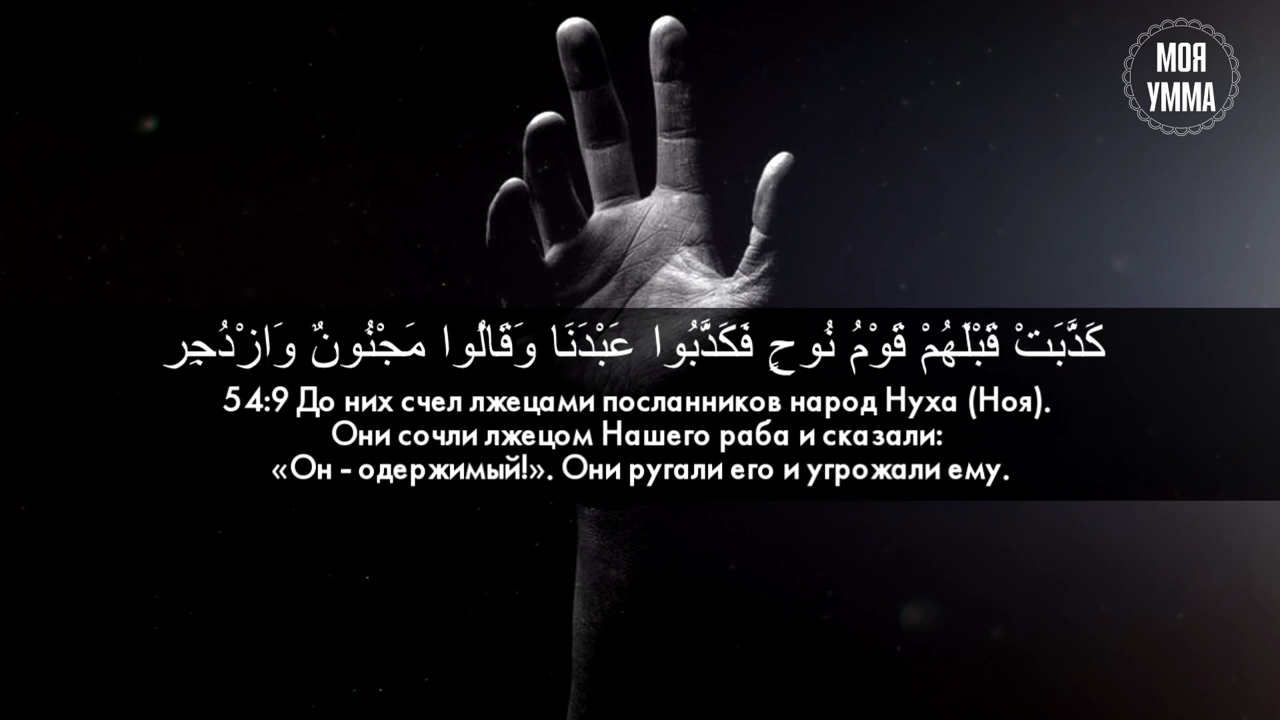 МОЯ
УММА
كَذَّبَتْ قَبْلَهُمْ قَوْمُ نُوحٍ فَكَذَّبُوا عَبْدَنَا وَقَالُوا مَجْنُونٌ وَازْدُجِر
54:9 До них счел лжецами посланников народ Нуха (Ноя).
Они сочли лжецом Нашего раба и сказали:
«Он - одержимый!». Они ругали его и угрожали ему.